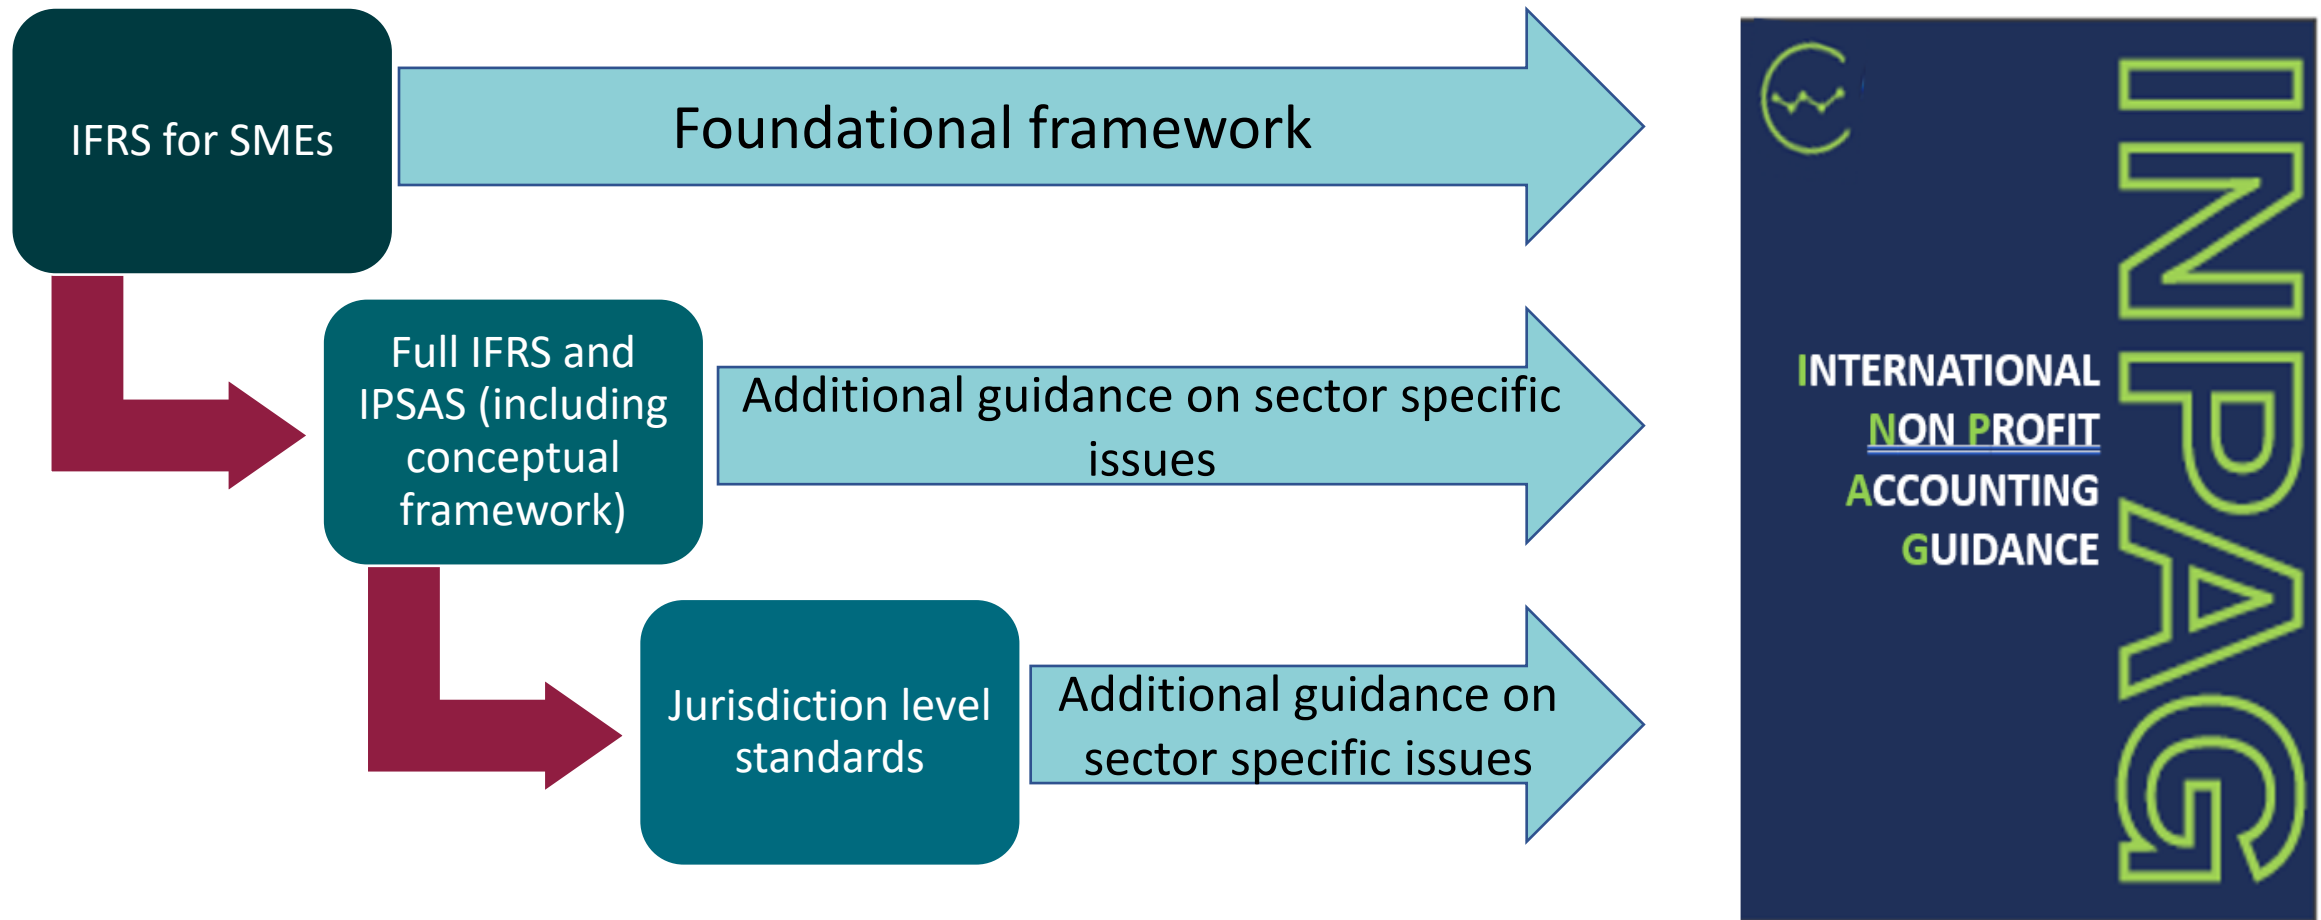 IFRS for SMEs
Foundational framework
Full IFRS and
IPSAS (including
conceptual
framework)
Additional guidance on sector specific
issues
Jurisdiction level
standards
Additional guidance on
sector specific issues
INTERNATIONAL
NON PROFIT
ACCOUNTING
GUIDANCE
INPAG